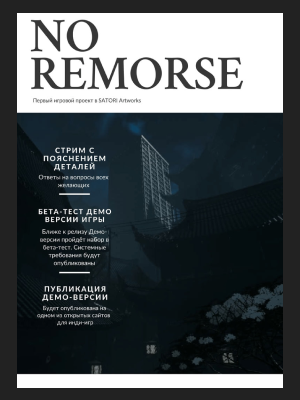 NO
REMORSE
Первый игровой проект в SATORI Artworks
СТРИМ С
ПОЯСНЕНИЕМ
ДЕТАЛЕЙ
Ответы на вопросы всех
желающих
БЕТА-ТЕСТ ДЕМО
ВЕРСИИ ИГРЫ
Ближе к релизу Демо-
версии пройдёт набор в
бета-тест. Системные
требования будут
опубликованы
ПУБЛИКАЦИЯ
ДЕМО-ВЕРСИИ
Будет опубликована на
одном из открытых сайтов
для инди-игр